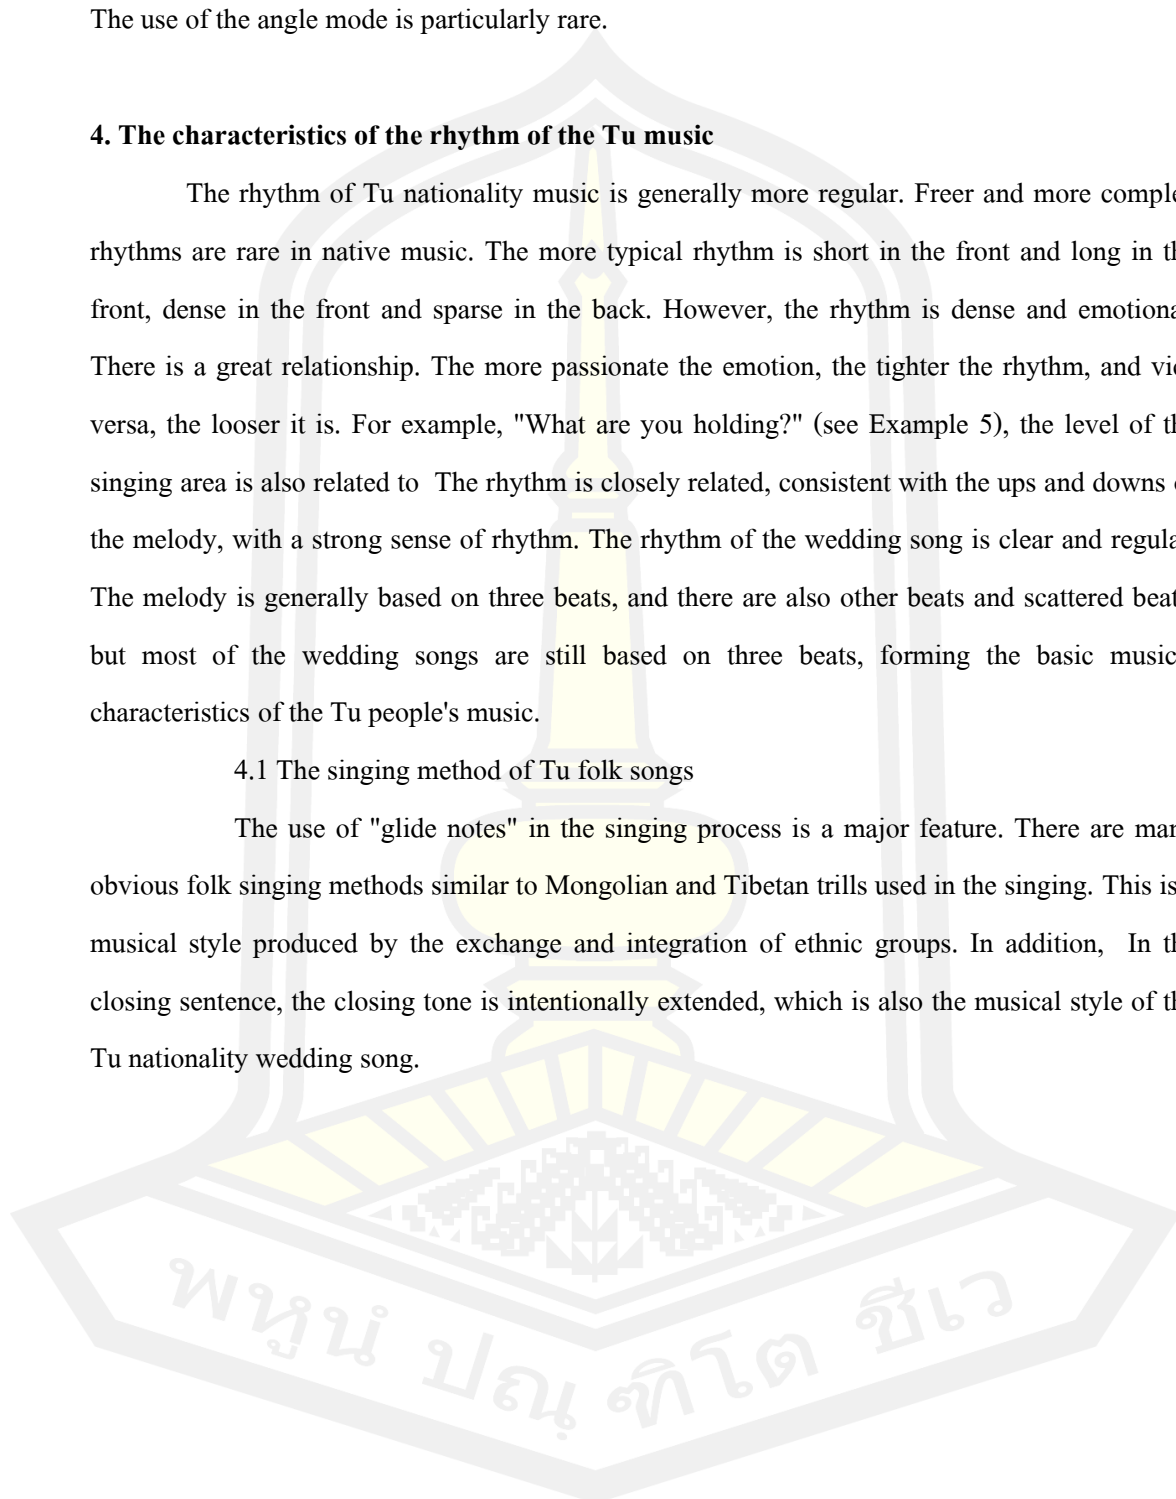 The use of the angle mode is particularly rare.
4. The characteristics of the rhythm of the Tu music
The rhythm of Tu nationality music is generally more regular. Freer and more comple
rhythms are rare in native music. The more typical rhythm is short in the front and long in th
front, dense in the front and sparse in the back. However, the rhythm is dense and emotiona
There is a great relationship. The more passionate the emotion, the tighter the rhythm, and vic
versa, the looser it is. For example, "What are you holding?" (see Example 5), the level of th
singing area is also related to The rhythm is closely related, consistent with the ups and downs o
the melody, with a strong sense of rhythm. The rhythm of the wedding song is clear and regula
The melody is generally based on three beats, and there are also other beats and scattered beat
but most of the wedding songs are still based on three beats, forming the basic music
characteristics of the Tu people's music.
4.1 The singing method of Tu folk songs
The use of "glide notes" in the singing process is a major feature. There are man
obvious folk singing methods similar to Mongolian and Tibetan trills used in the singing. This is
musical style produced by the exchange and integration of ethnic groups. In addition, In th
closing sentence, the closing tone is intentionally extended, which is also the musical style of th
Tu nationality wedding song.
พหูนํ ปณฺฑิโต ชีเว